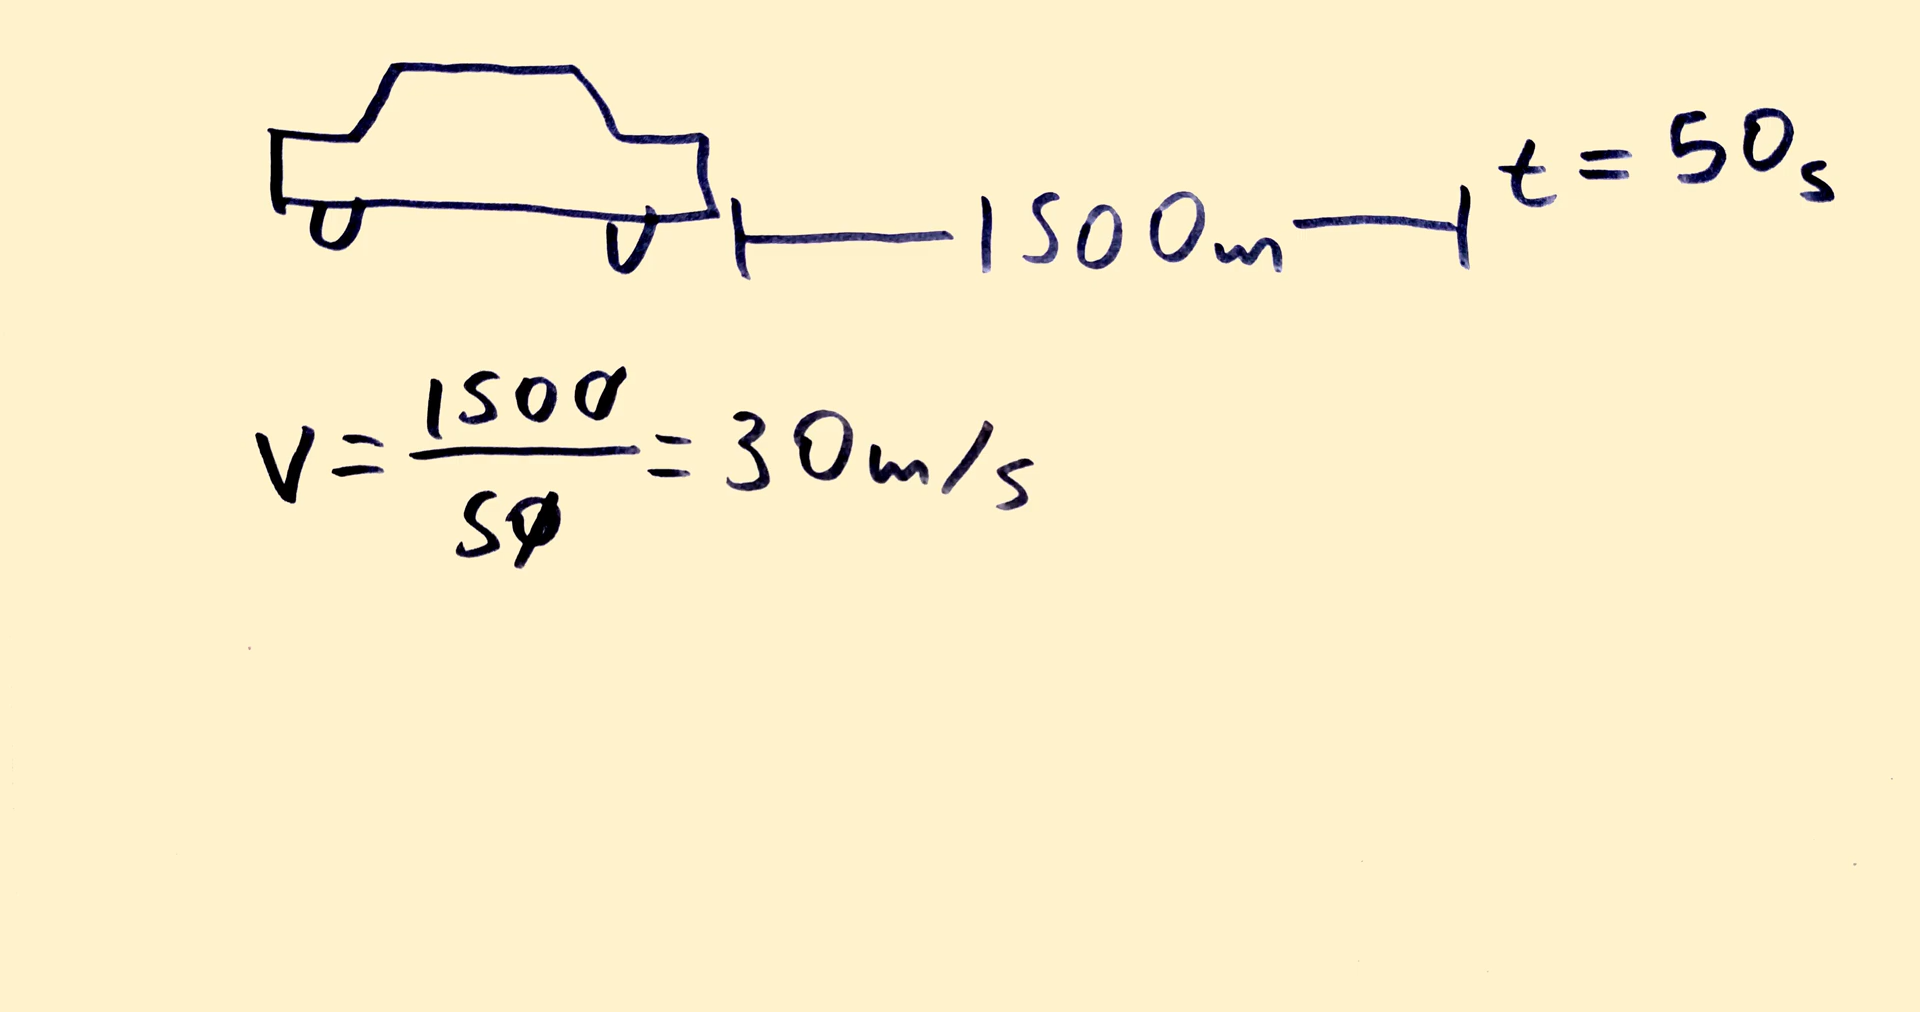 t = 50s
1500m
V = 1500/50 = 30m/s